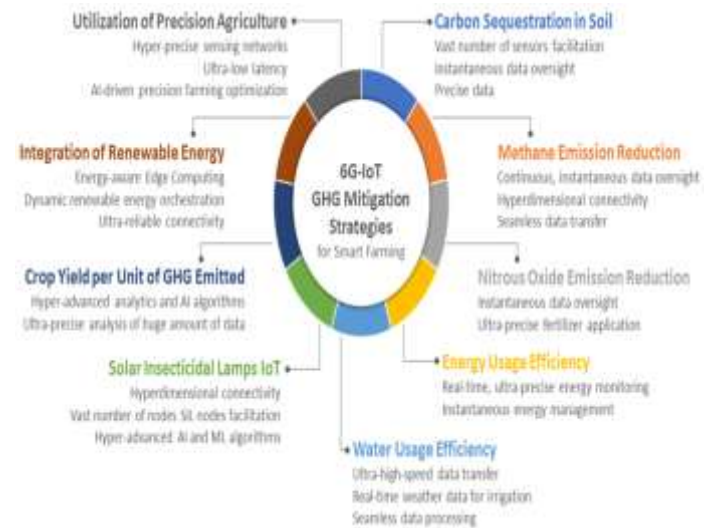 Utilization of Precision Agriculture
Hyper-precise sensing networks
Ultra-low latency
AI-driven precision farming optimization
Carbon Sequestration in Soil
Vast number of sensors facilitation
Instantaneous data oversight
Precise data
Integration of Renewable Energy
Energy-aware Edge Computing
Dynamic renewable energy orchestration
Ultra-reliable connectivity
6G-IoT
GHG Mitigation
Strategies
for Smart Farming
Methane Emission Reduction
Continuous, instantaneous data oversight
Hyperdimensional connectivity
Seamless data transfer
Crop Yield per Unit of GHG Emitted
Hyper-advanced analytics and AI algorithms
Ultra-precise analysis of huge amount of data
Nitrous Oxide Emission Reduction
Instantaneous data oversight
Ultra-precise fertilizer application
Solar Insecticidal Lamps IoT
Hyperdimensional connectivity
Vast number of nodes SIL nodes facilitation
Hyper-advanced AI and ML algorithms
Energy Usage Efficiency
Real-time, ultra-precise energy monitoring
Instantaneous energy management
Water Usage Efficiency
Ultra-high-speed data transfer
Real-time weather data for irrigation
Seamless data processing